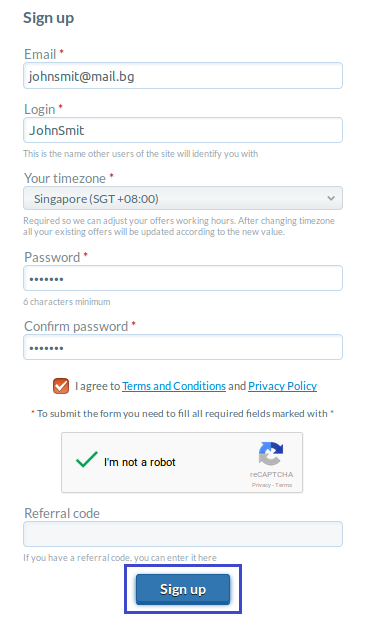 Sign up
Email *
johnsmit@mail.bg
Login *
JohnSmit
This is the name other users of the site will identify you with
Your timezone *
Singapore (SGT +08:00)
Required so we can adjust your offers working hours. After changing timezone
all your existing offers will be updated according to the new value.
Password *
•••••••
6 characters minimum
Confirm password *
•••••••
I agree to Terms and Conditions and Privacy Policy
* To submit the form you need to fill all required fields marked with *
I'm not a robot
reCAPTCHA
Privacy - Terms
Referral code
If you have a referral code, you can enter it here
Sign up